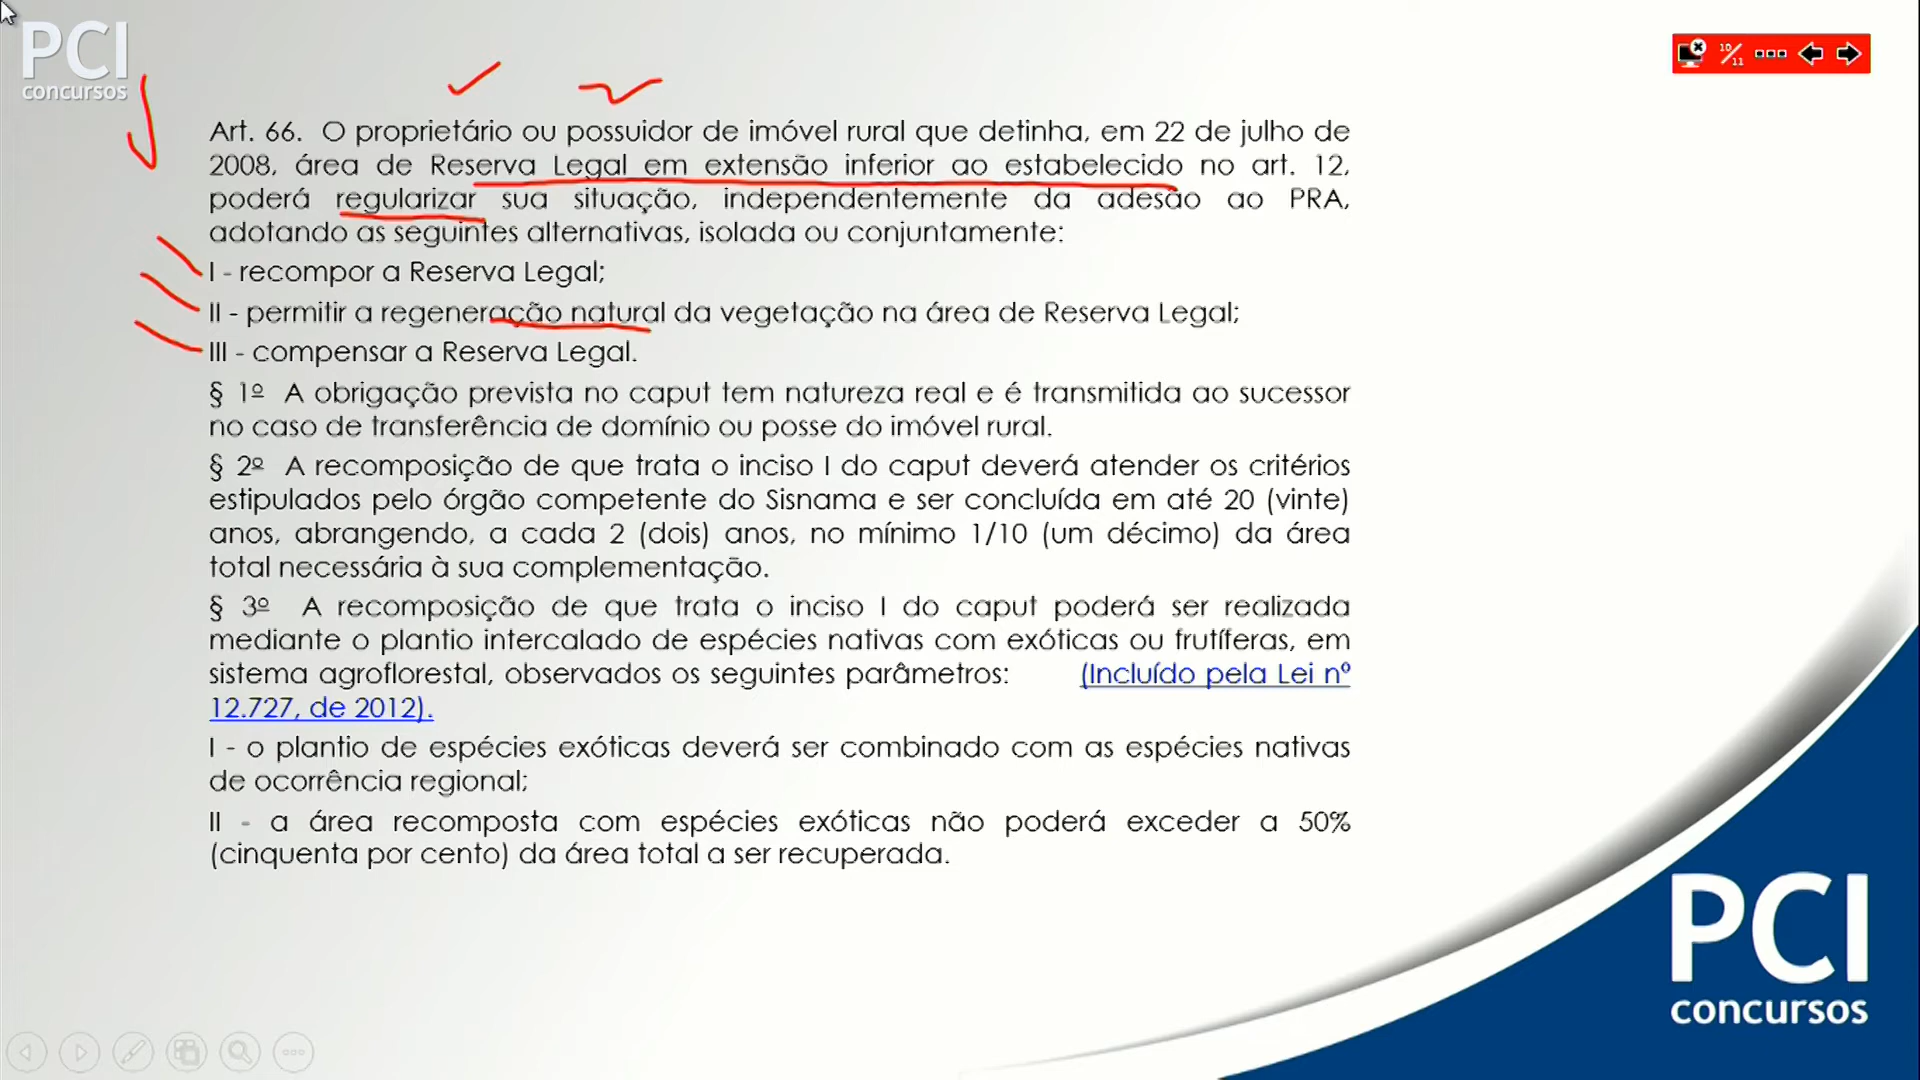 PCI
concursos
10/11
Art. 66. O proprietário ou possuidor de imóvel rural que detinha, em 22 de julho de
2008, área de Reserva Legal em extensão inferior ao estabelecido no art. 12,
poderá regularizar sua situação, independentemente da adesão ao PRA,
adotando as seguintes alternativas, isolada ou conjuntamente:
I - recompor a Reserva Legal;
II - permitir a regeneração natural da vegetação na área de Reserva Legal;
III - compensar a Reserva Legal.
§ 1º A obrigação prevista no caput tem natureza real e é transmitida ao sucessor
no caso de transferência de domínio ou posse do imóvel rural.
§ 2º A recomposição de que trata o inciso I do caput deverá atender os critérios
estipulados pelo órgão competente do Sisnama e ser concluída em até 20 (vinte)
anos, abrangendo, a cada 2 (dois) anos, no mínimo 1/10 (um décimo) da área
total necessária à sua complementação.
§ 3º A recomposição de que trata o inciso I do caput poderá ser realizada
mediante o plantio intercalado de espécies nativas com exóticas ou frutíferas, em
sistema agroflorestal, observados os seguintes parâmetros: (Incluído pela Lei nº
12.727, de 2012).
I - o plantio de espécies exóticas deverá ser combinado com as espécies nativas
de ocorrência regional;
II - a área recomposta com espécies exóticas não poderá exceder a 50%
(cinquenta por cento) da área total a ser recuperada.
PCI
concursos